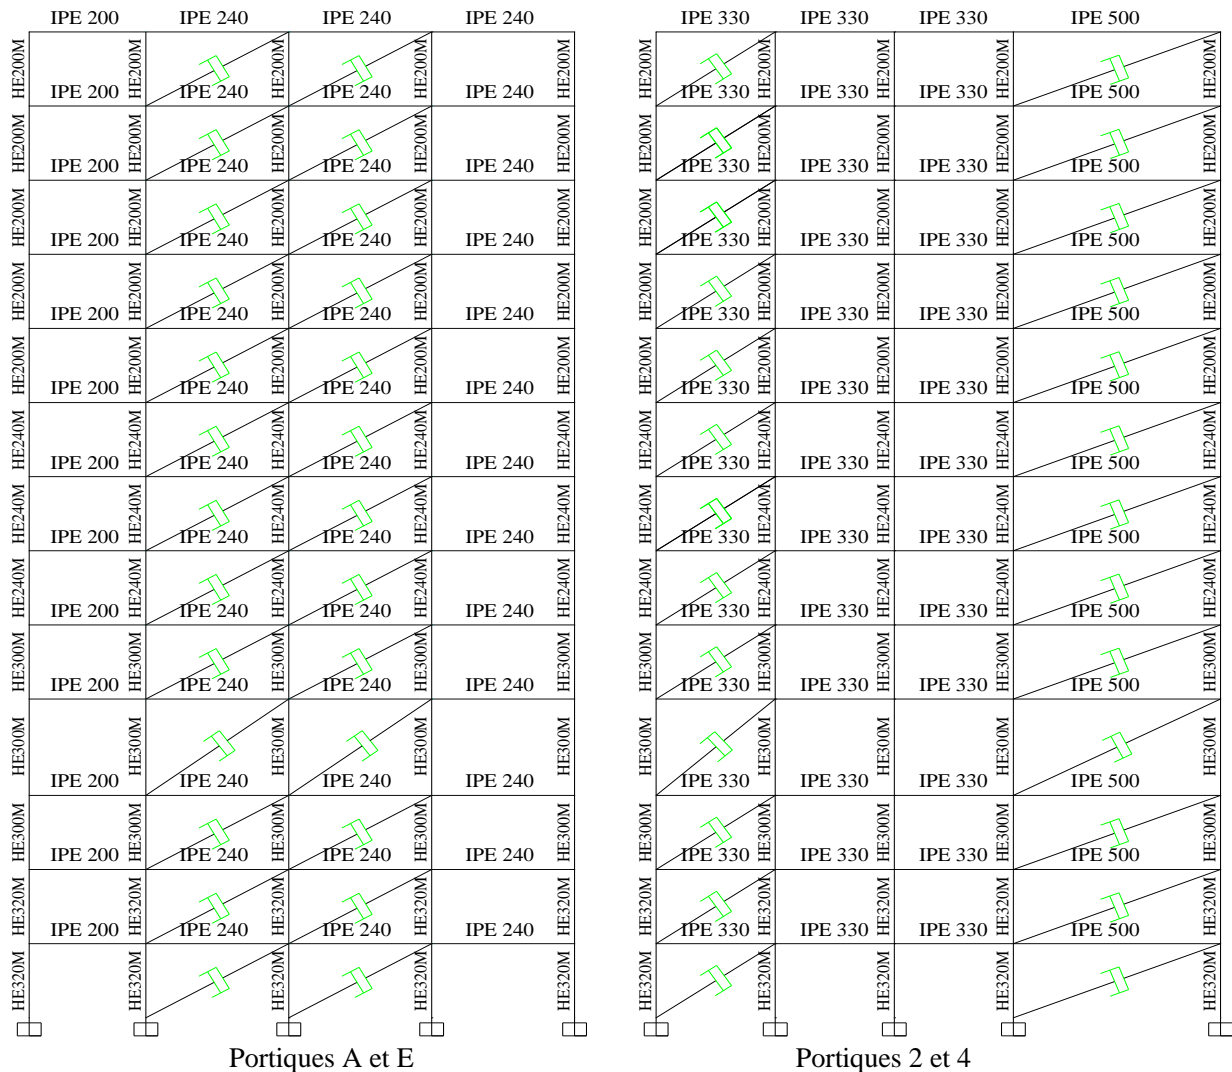 IPE 200 IPE 240 IPE 240 IPE 240 IPE 330 IPE 330 IPE 330 IPE 500
HE200M HE200M HE200M HE200M HE200M HE200M HE200M HE200M HE200M HE200M
IPE 200 IPE 240 IPE 240 IPE 240 IPE 330 IPE 330 IPE 330 IPE 500
HE200M HE200M HE200M HE200M HE200M HE200M HE200M HE200M HE200M HE200M
IPE 200 IPE 240 IPE 240 IPE 240 IPE 330 IPE 330 IPE 330 IPE 500
HE200M HE200M HE200M HE200M HE200M HE200M HE200M HE200M HE200M HE200M
IPE 200 IPE 240 IPE 240 IPE 240 IPE 330 IPE 330 IPE 330 IPE 500
HE200M HE200M HE200M HE200M HE200M HE200M HE200M HE200M HE200M HE200M
IPE 200 IPE 240 IPE 240 IPE 240 IPE 330 IPE 330 IPE 330 IPE 500
HE200M HE200M HE200M HE200M HE200M HE200M HE200M HE200M HE200M HE200M
IPE 200 IPE 240 IPE 240 IPE 240 IPE 330 IPE 330 IPE 330 IPE 500
HE240M HE240M HE240M HE240M HE240M HE240M HE240M HE240M HE240M HE240M
IPE 200 IPE 240 IPE 240 IPE 240 IPE 330 IPE 330 IPE 330 IPE 500
HE240M HE240M HE240M HE240M HE240M HE240M HE240M HE240M HE240M HE240M
IPE 200 IPE 240 IPE 240 IPE 240 IPE 330 IPE 330 IPE 330 IPE 500
HE240M HE240M HE240M HE240M HE240M HE240M HE240M HE240M HE240M HE240M
IPE 200 IPE 240 IPE 240 IPE 240 IPE 330 IPE 330 IPE 330 IPE 500
HE300M HE300M HE300M HE300M HE300M HE300M HE300M HE300M HE300M HE300M
IPE 200 IPE 240 IPE 240 IPE 240 IPE 330 IPE 330 IPE 330 IPE 500
HE300M HE300M HE300M HE300M HE300M HE300M HE300M HE300M HE300M HE300M
IPE 200 IPE 240 IPE 240 IPE 240 IPE 330 IPE 330 IPE 330 IPE 500
HE300M HE300M HE300M HE300M HE300M HE300M HE300M HE300M HE300M HE300M
IPE 200 IPE 240 IPE 240 IPE 240 IPE 330 IPE 330 IPE 330 IPE 500
HE320M HE320M HE320M HE320M HE320M HE320M HE320M HE320M HE320M HE320M
IPE 200 IPE 240 IPE 240 IPE 240 IPE 330 IPE 330 IPE 330 IPE 500
HE320M HE320M HE320M HE320M HE320M HE320M HE320M HE320M HE320M HE320M
Portiques A et E
Portiques 2 et 4